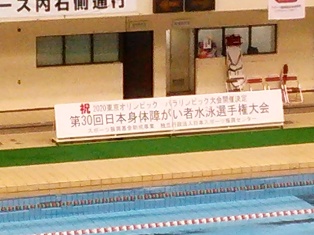 ース内右側通行
祝 2020東京オリンピック パラリンピック大会開催決定
第30回日本身体障がい者水泳選手権大会